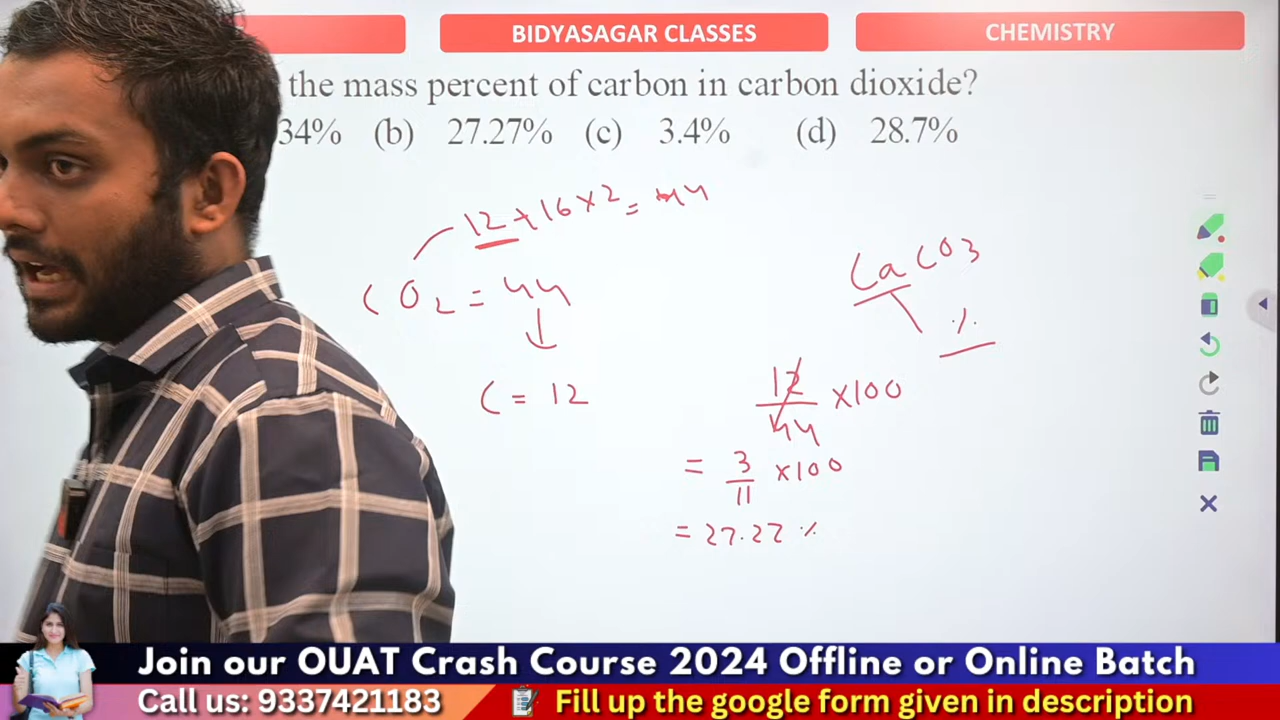 BIDYASAGAR CLASSES
CHEMISTRY
the mass percent of carbon in carbon dioxide?
34% (b) 27.27% (c) 3.4% (d) 28.7%
12+16×2=44
CO2=44
CaCO3
%
C = 12
12/44 ×100
= 3/11 ×100
= 27.27 %
Join our OUAT Crash Course 2024 Offline or Online Batch
Call us: 9337421183
Fill up the google form given in description